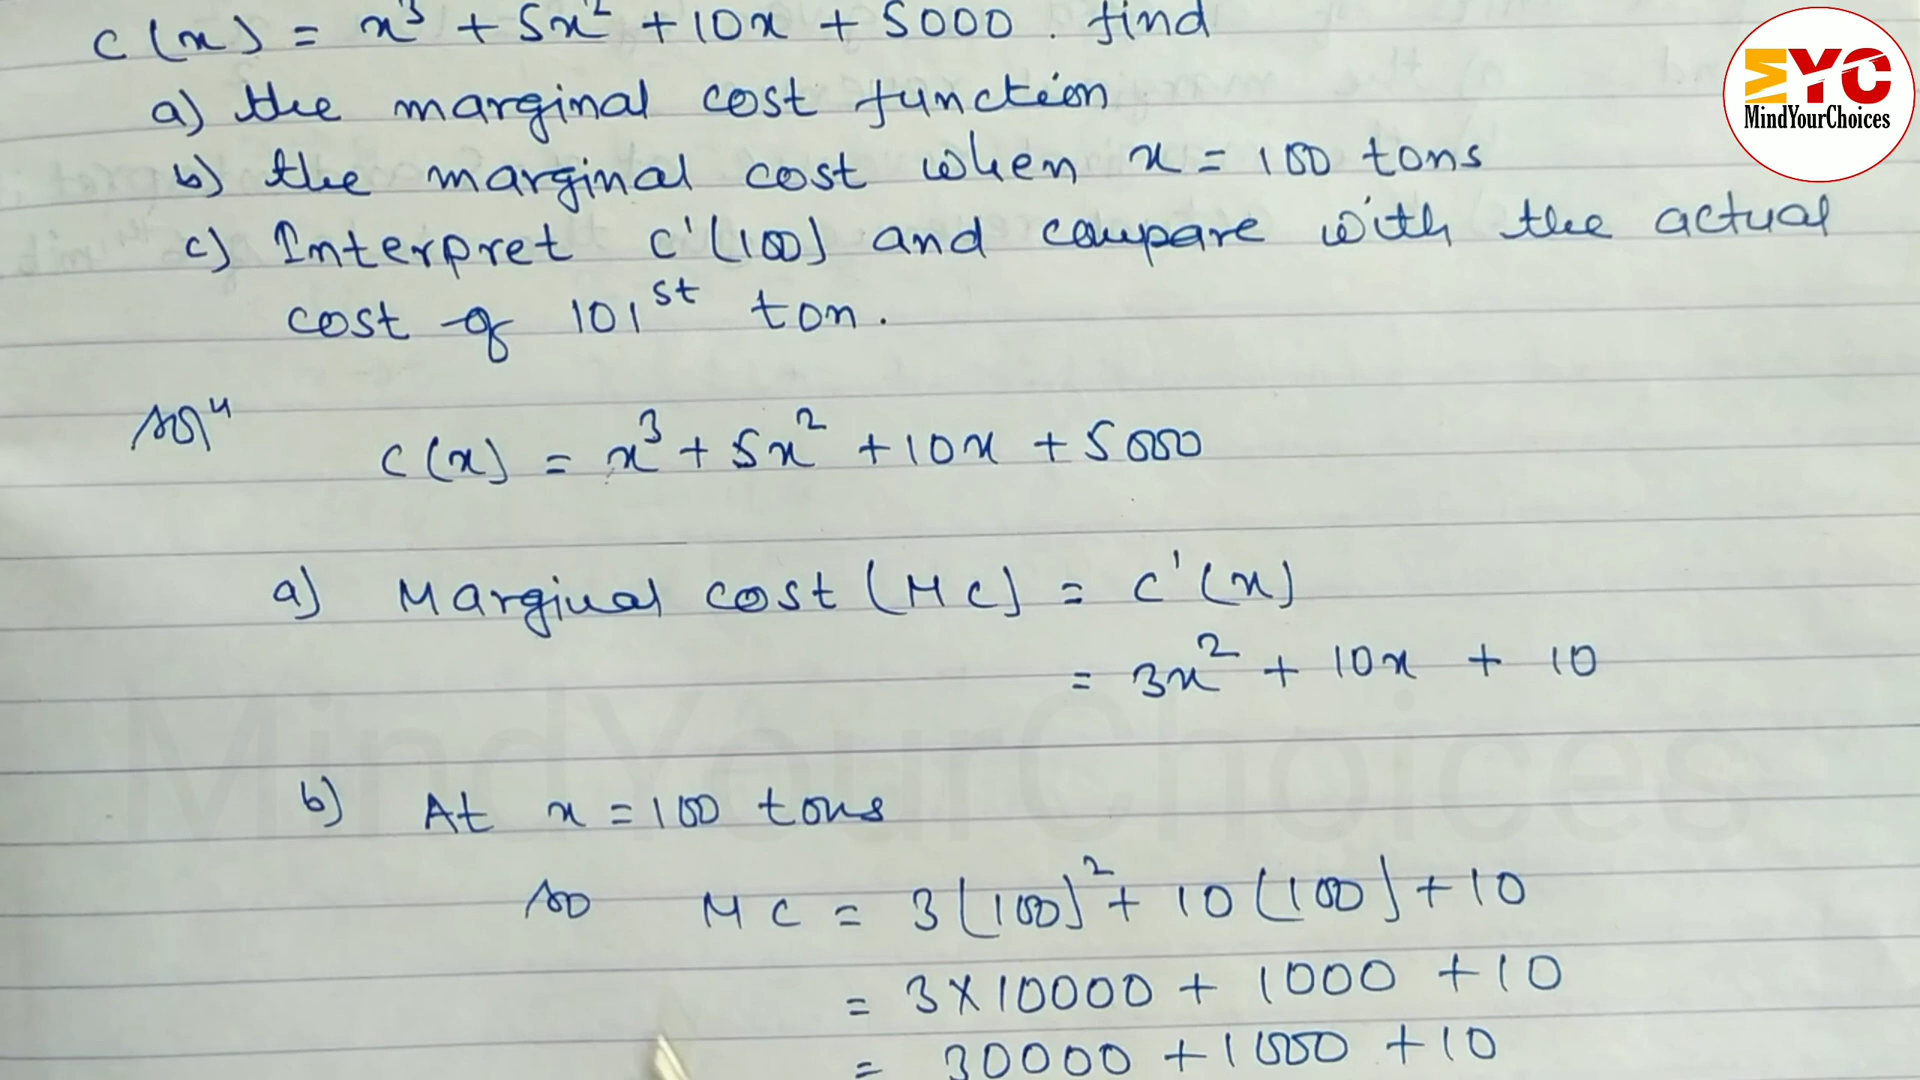 C(x) = x³ + 5x² + 10x + 5000. find
a) the marginal cost function
b) the marginal cost when x = 100 tons
c) Interpret C'(100) and compare with the actual
cost of 101st ton.
Solⁿ
C(x) = x³ + 5x² + 10x + 5000
a) Marginal cost (MC) = C'(x)
= 3x² + 10x + 10
b) At x = 100 tons
So MC = 3(100)² + 10(100) + 10
= 3×10000 + 1000 + 10
= 30000 + 1000 + 10
MYC
MindYourChoices
MindYourChoices